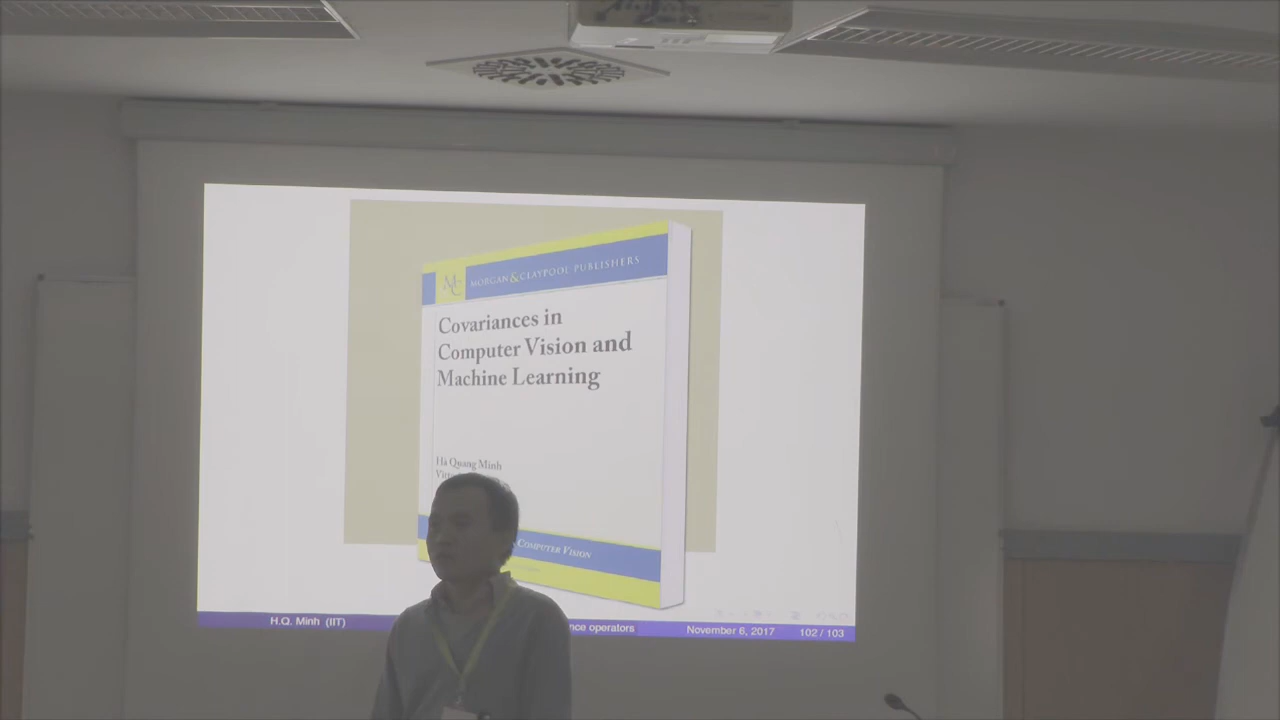 MC MORGAN & CLAYPOOL PUBLISHERS
Covariances in
Computer Vision and
Machine Learning
Hà Quang Minh
COMPUTER VISION
H.Q. Minh (IIT) nce operators November 6, 2017 102 / 103